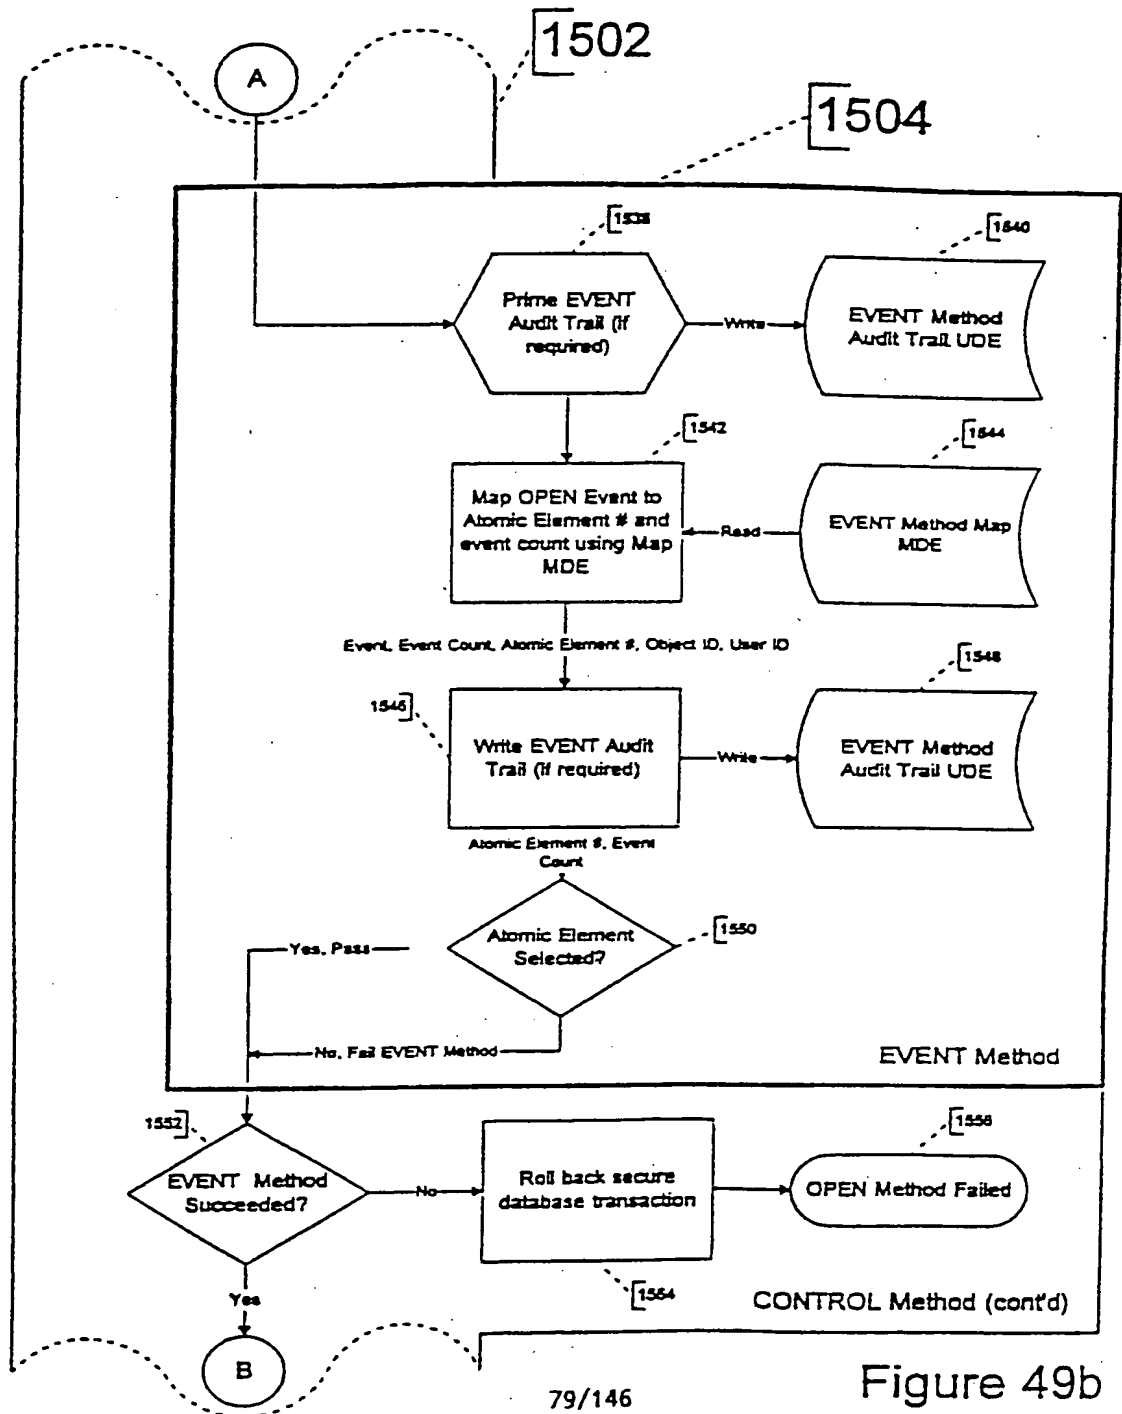 1502
A
1504
1538
Prime EVENT
Audit Trail (if
required)
Write
1540
EVENT Method
Audit Trail UDE
1542
Map OPEN Event to
Atomic Element # and
event count using Map
MDE
Read
1544
EVENT Method Map
MDE
Event, Event Count, Atomic Element #, Object ID, User ID
1546
Write EVENT Audit
Trail (if required)
Write
1548
EVENT Method
Audit Trail UDE
Atomic Element #, Event
Count
Atomic Element
Selected?
1550
Yes, Pass
No, Fail EVENT Method
EVENT Method
1552
EVENT Method
Succeeded?
No
Roll back secure
database transaction
1554
1556
OPEN Method Failed
Yes
CONTROL Method (cont'd)
B
79/146
Figure 49b